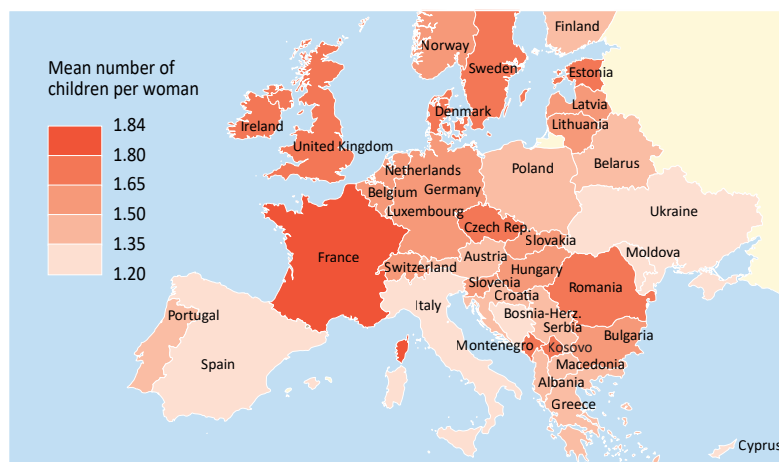 Mean number of
children per woman
1.84
1.80
1.65
1.50
1.35
1.20
Finland
Norway
Sweden
Estonia
Latvia
Lithuania
Denmark
Ireland
United Kingdom
Belarus
Netherlands
Poland
Belgium
Germany
Luxembourg
Ukraine
Czech Rep.
Slovakia
France
Austria
Moldova
Switzerland
Hungary
Slovenia
Romania
Croatia
Italy
Bosnia-Herz.
Portugal
Serbia
Bulgaria
Montenegro
Kosovo
Spain
Macedonia
Albania
Greece
Cyprus